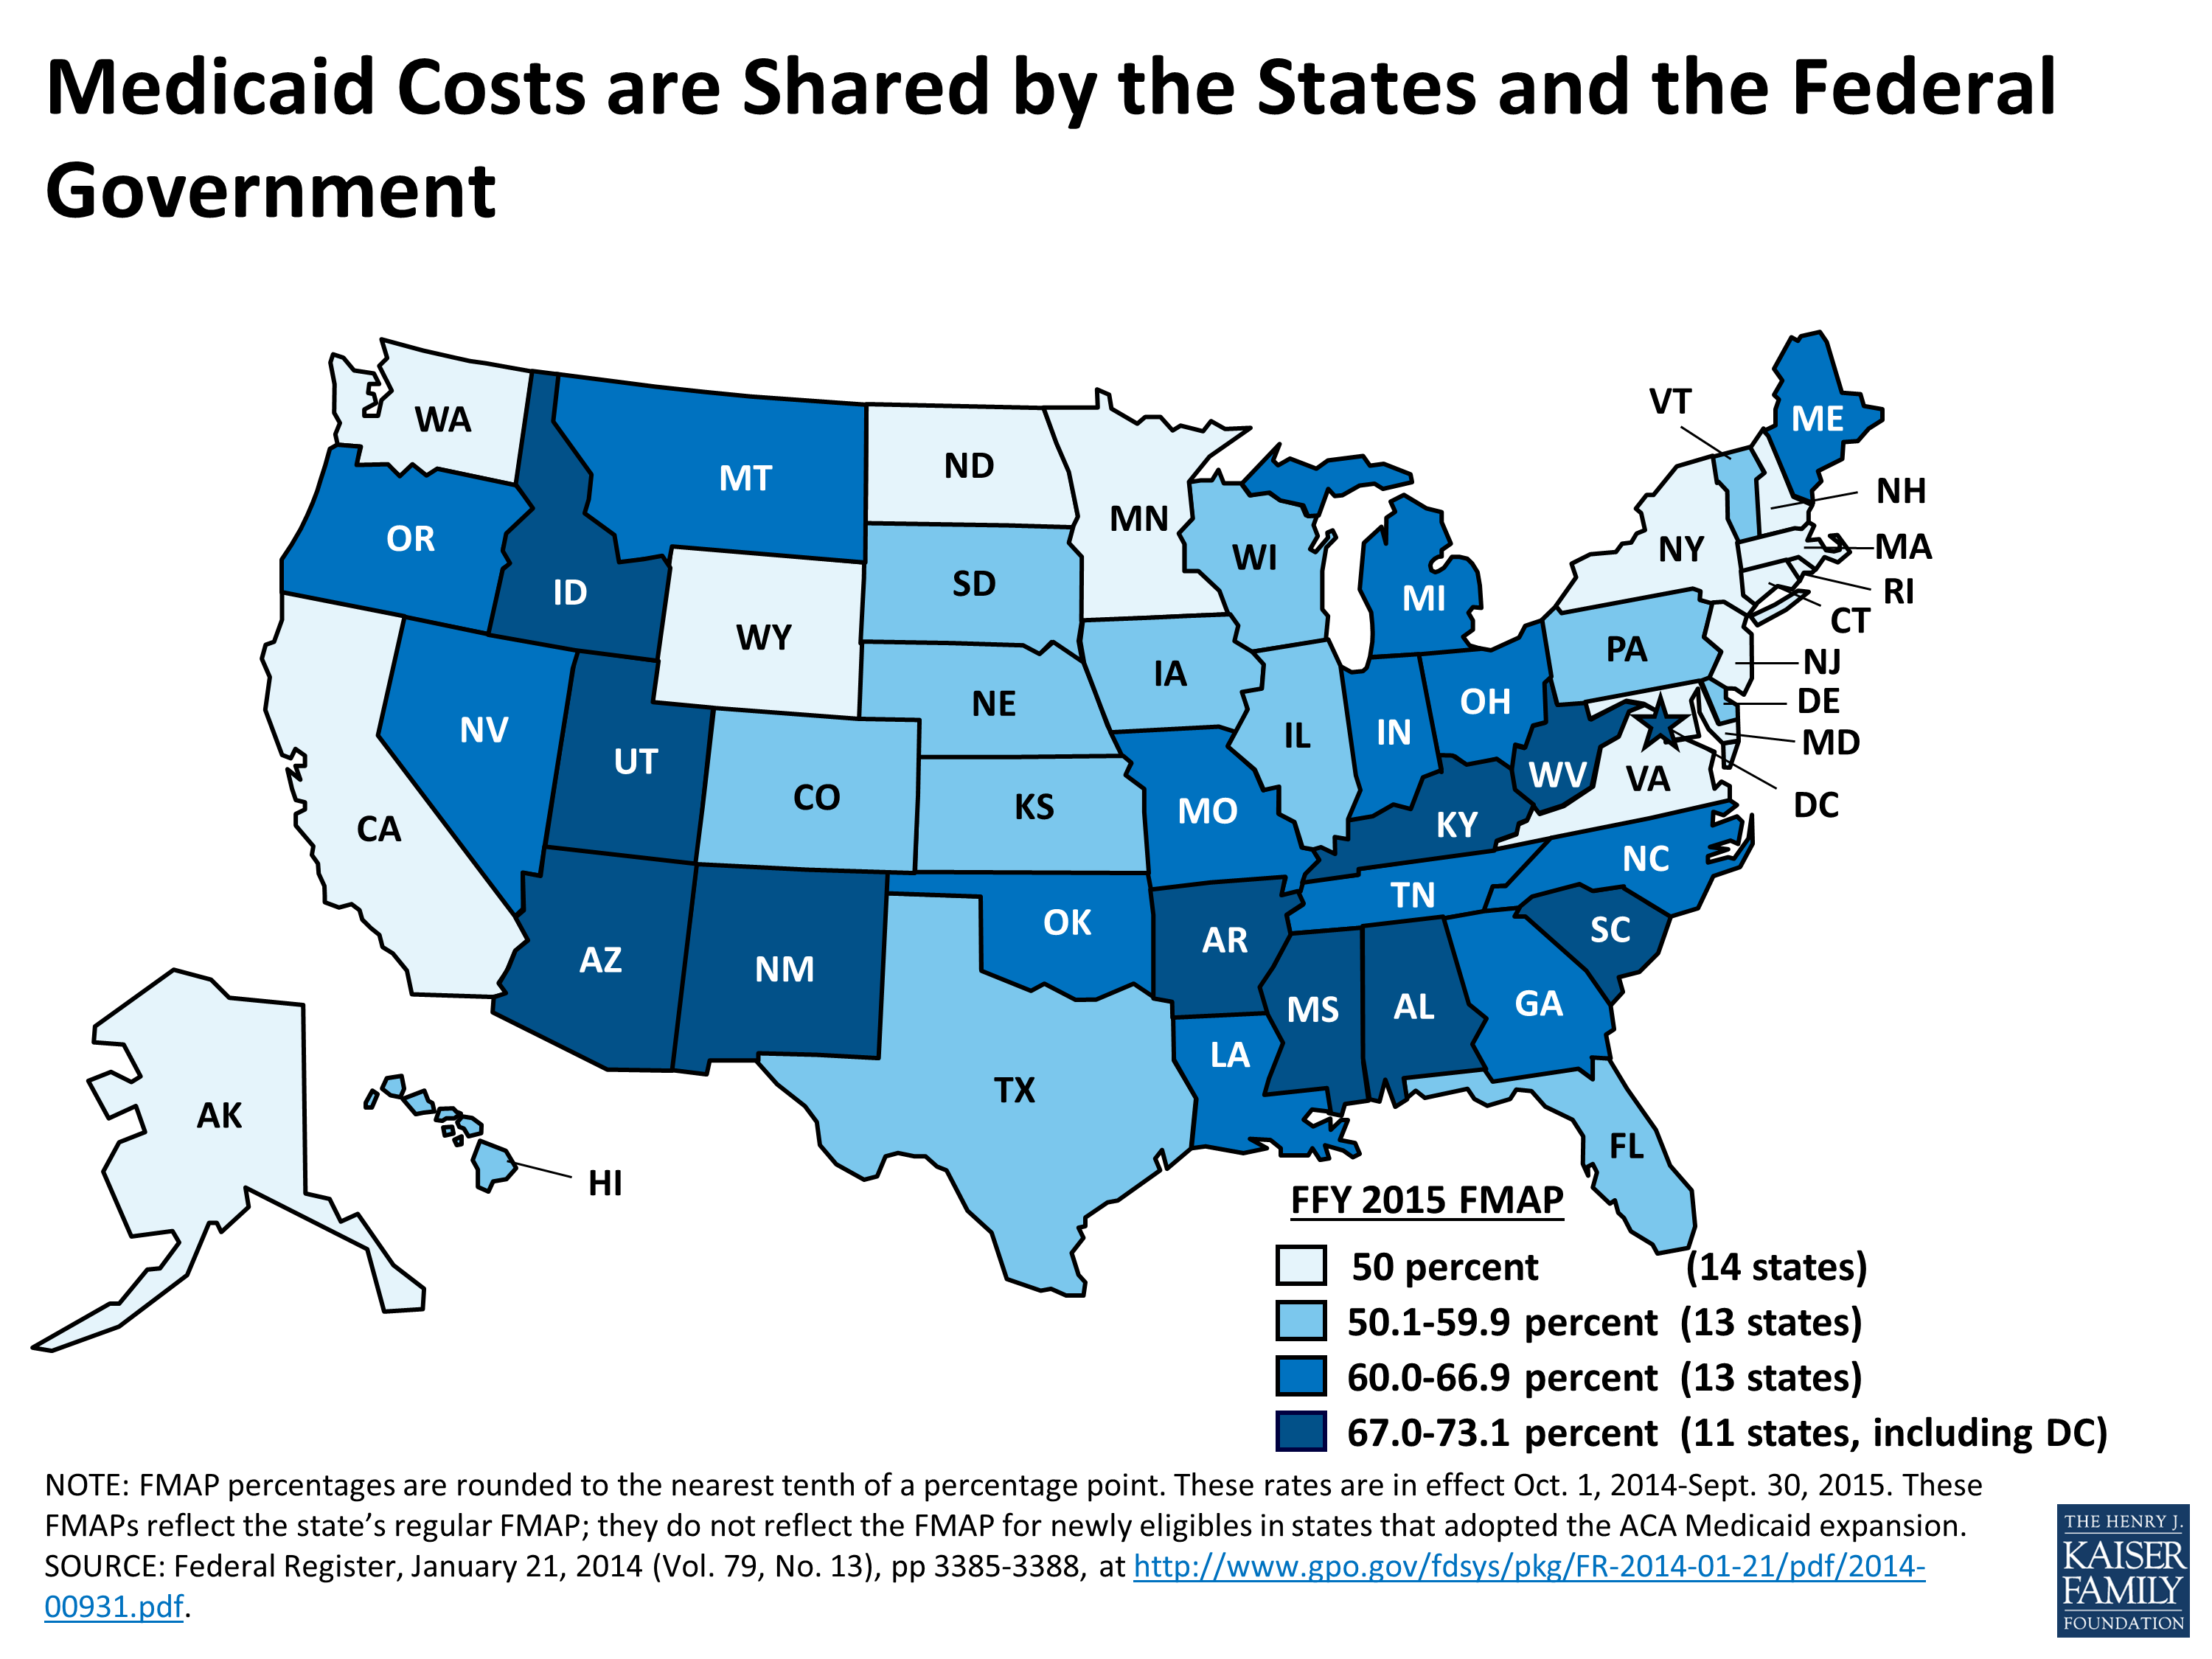 Medicaid Costs are Shared by the States and the Federal
Government
WA
OR
CA
NV
ID
MT
WY
UT
AZ
CO
NM
ND
SD
NE
KS
OK
TX
MN
IA
MO
AR
LA
WI
IL
MI
IN
OH
KY
TN
MS
AL
GA
FL
SC
NC
VA
WV
PA
NY
VT
ME
NH
MA
RI
CT
NJ
DE
MD
DC
AK
HI
FFY 2015 FMAP
50 percent (14 states)
50.1-59.9 percent (13 states)
60.0-66.9 percent (13 states)
67.0-73.1 percent (11 states, including DC)
NOTE: FMAP percentages are rounded to the nearest tenth of a percentage point. These rates are in effect Oct. 1, 2014-Sept. 30, 2015. These
FMAPs reflect the state’s regular FMAP; they do not reflect the FMAP for newly eligibles in states that adopted the ACA Medicaid expansion.
SOURCE: Federal Register, January 21, 2014 (Vol. 79, No. 13), pp 3385-3388, at http://www.gpo.gov/fdsys/pkg/FR-2014-01-21/pdf/2014-
00931.pdf.
THE HENRY J.
KAISER
FAMILY
FOUNDATION